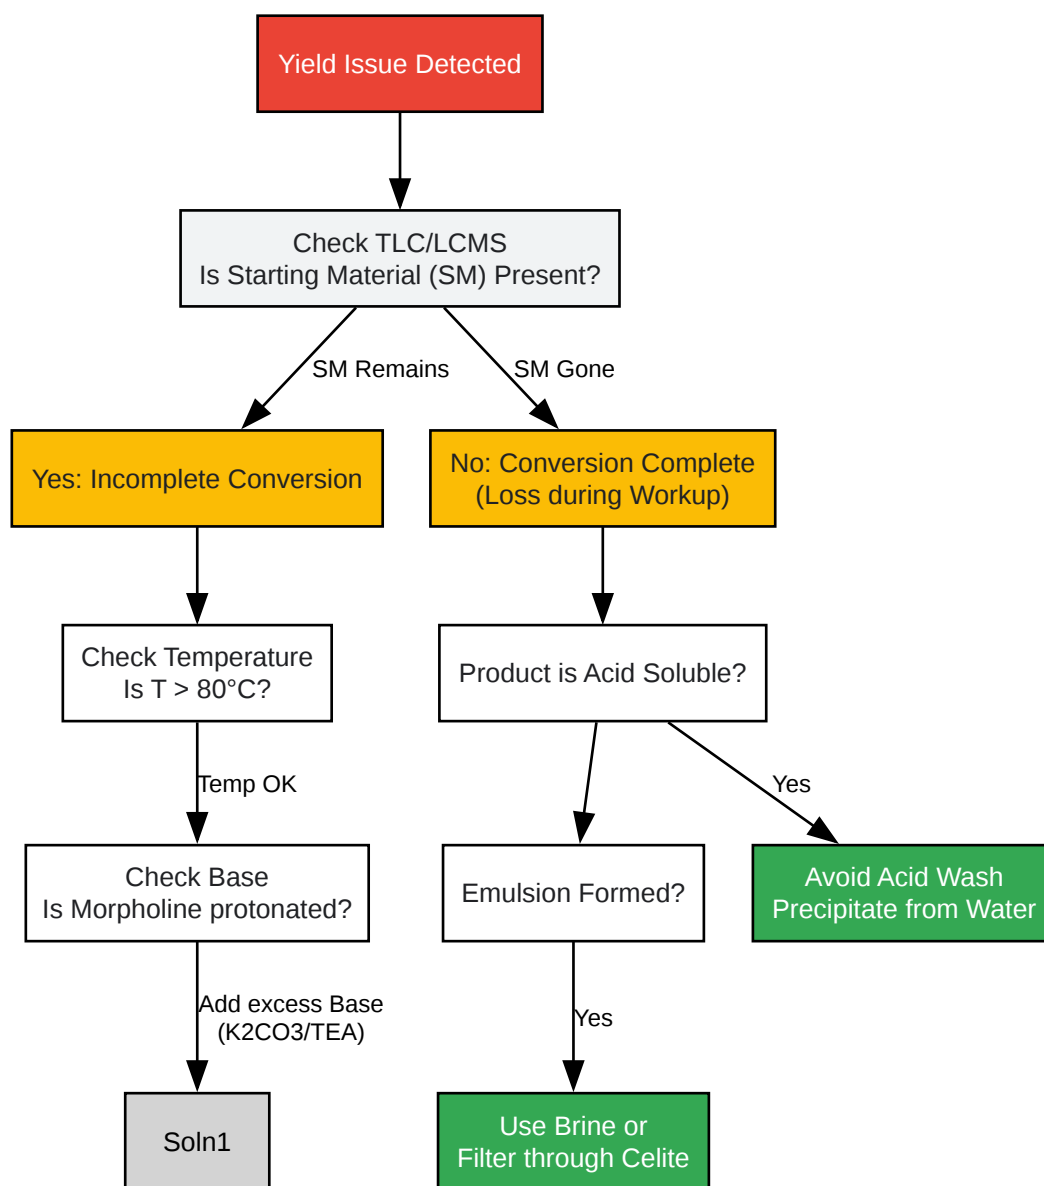 Yield Issue Detected
Check TLC/LCMS
Is Starting Material (SM) Present?
SM Remains
SM Gone
Yes: Incomplete Conversion
No: Conversion Complete
(Loss during Workup)
Check Temperature
Is T > 80°C?
Product is Acid Soluble?
Temp OK
Yes
Check Base
Is Morpholine protonated?
Emulsion Formed?
Avoid Acid Wash
Precipitate from Water
Add excess Base
(K2CO3/TEA)
Yes
Soln1
Use Brine or
Filter through Celite